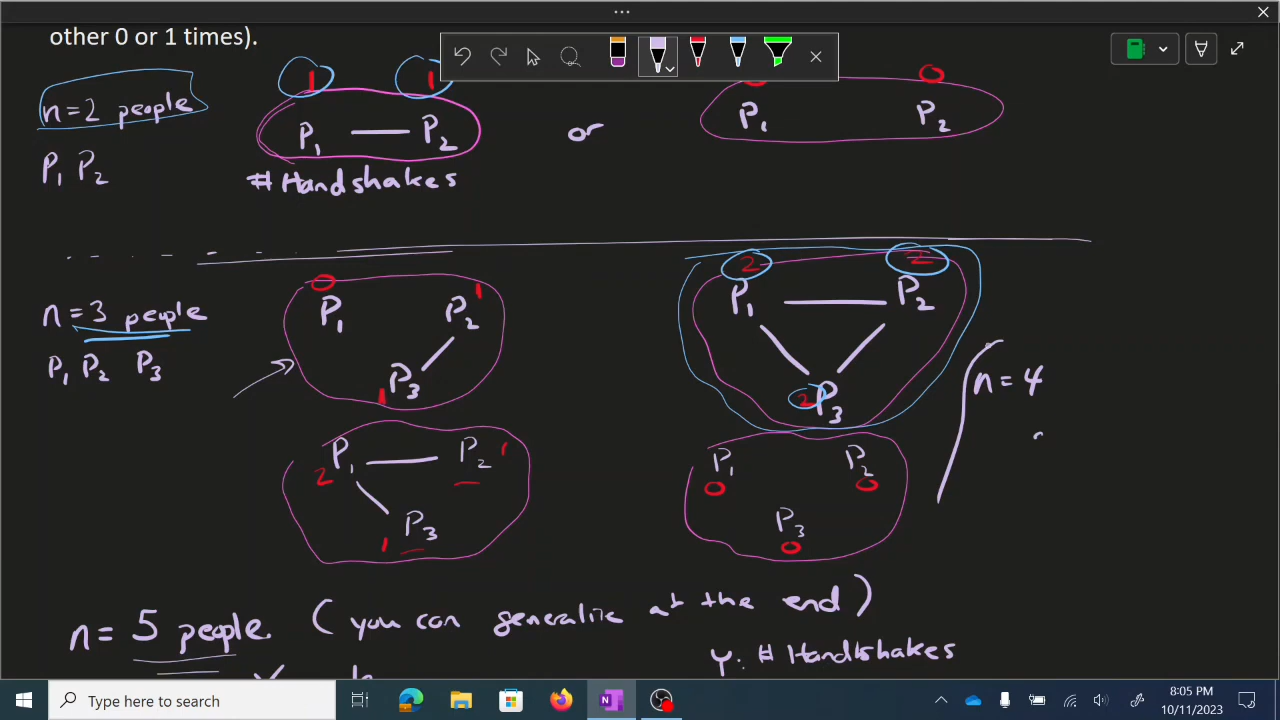 other 0 or 1 times).
n=2 people
1 1
P1 — P2
or
0
P1 P2
P1 P2
# Handshakes
n = 3 people
P1 P2 P3
0
P1 P2 1
1 P3
2 2
P1 P2
2 P3
n = 4
P1 P2 1
2
1 P3
P1 P2
0 0
P3
0
n= 5 people. (you can generalize at the end)
Y: # Handshakes
Type here to search
8:05 PM
10/11/2023